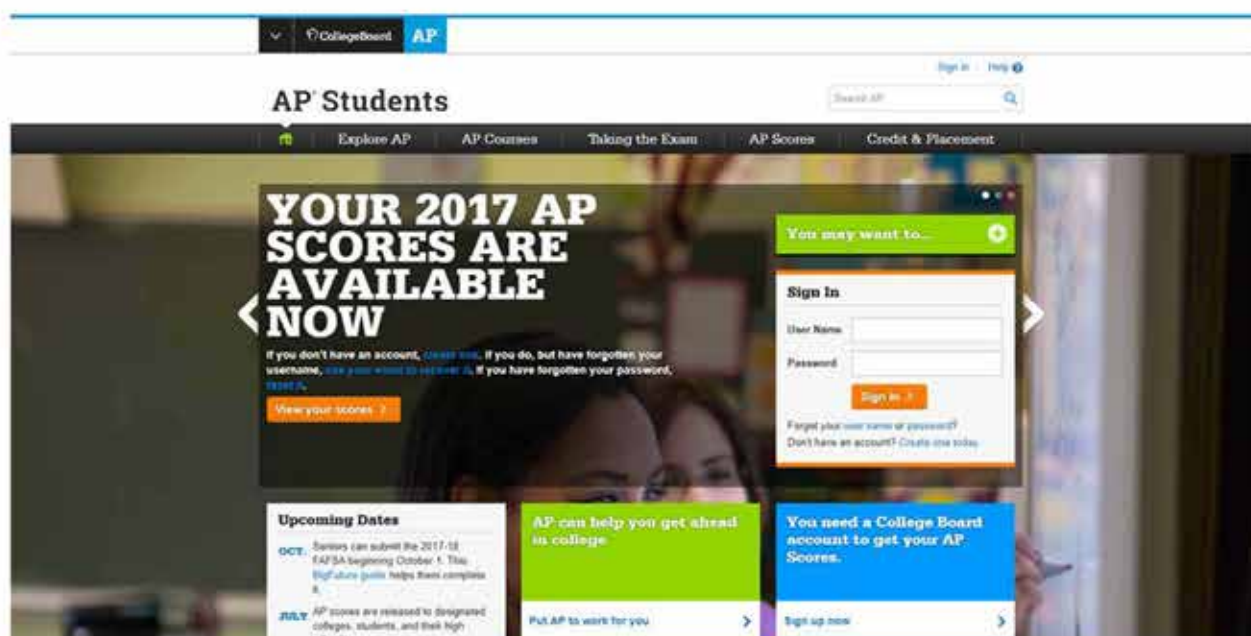 CollegeBoard AP
Sign in Help
AP® Students
Search AP
Explore AP AP Courses Taking the Exam AP Scores Credit & Placement
YOUR 2017 AP
SCORES ARE
AVAILABLE
NOW
If you don't have an account, create one. If you do, but have forgotten your
username, use your email to recover it. If you have forgotten your password,
reset it.
View your scores
You may want to...
Sign In
User Name
Password
Sign in
Forgot your user name or password?
Don't have an account? Create one today
Upcoming Dates
OCT. Seniors can submit the 2017-18
FAFSA beginning October 1. This
BigFuture guide helps them complete
it.
JULY AP scores are released to designated
colleges, students, and their high
AP can help you get ahead
in college
Put AP to work for you
You need a College Board
account to get your AP
Scores.
Sign up now